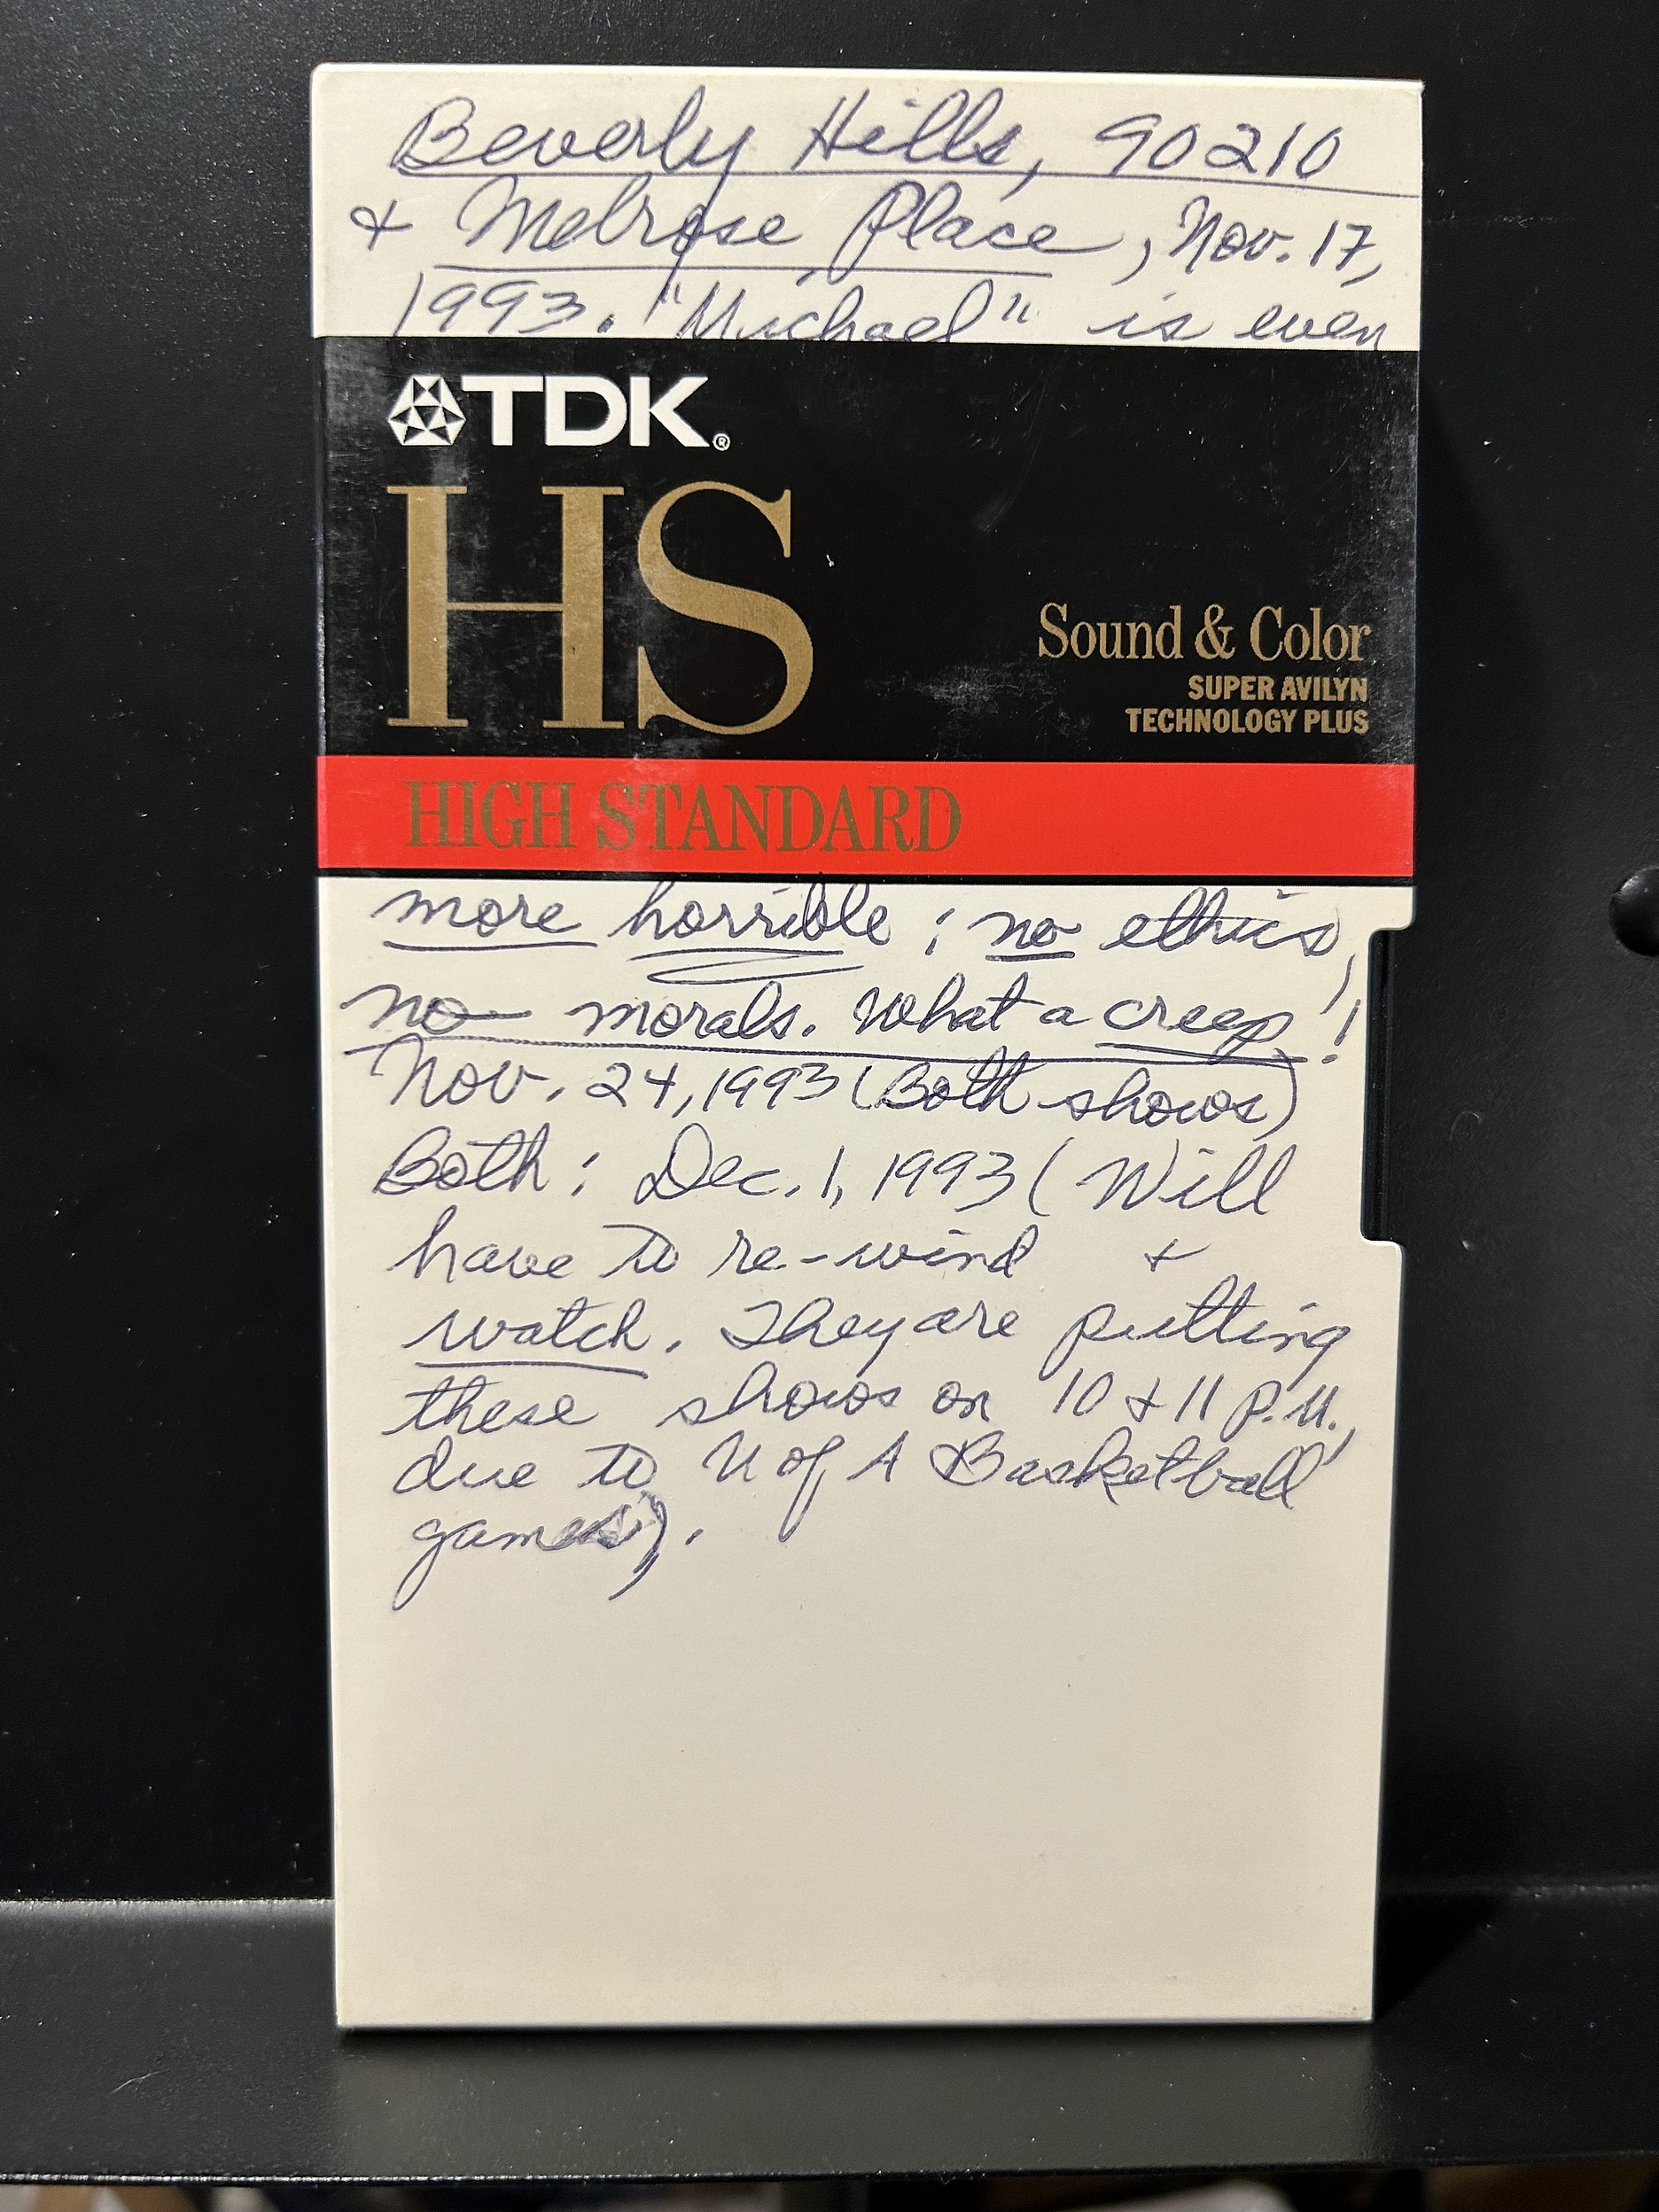 Beverly Hills, 90210
& Melrose Place, Nov. 17,
1993. "Michael" is even
TDK®
HS
Sound & Color
SUPER AVILYN
TECHNOLOGY PLUS
HIGH STANDARD
more horrible; no ethics,
no morals. What a creep!!
Nov. 24, 1993 (Both shows)
Both: Dec. 1, 1993 (Will
have to re-wind &
watch. They are putting
these shows on 10 & 11 P.M.,
due to U of A Basketball
games).